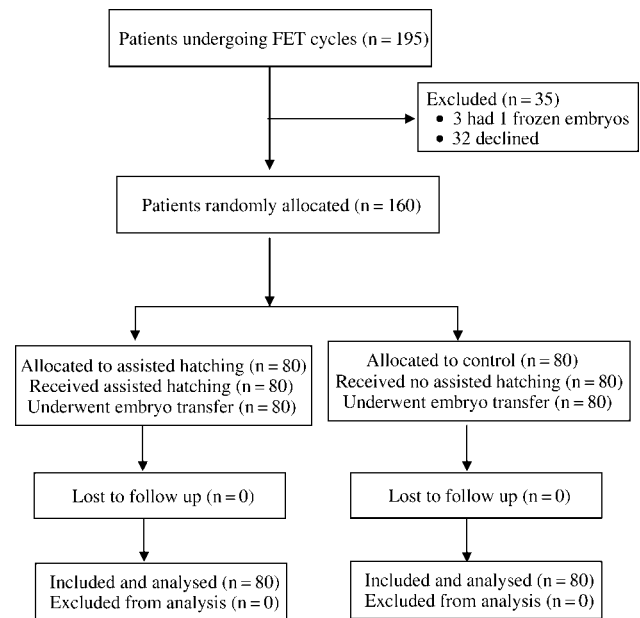 Patients undergoing FET cycles (n = 195)
Excluded (n = 35)
• 3 had 1 frozen embryos
• 32 declined
Patients randomly allocated (n = 160)
Allocated to assisted hatching (n = 80)
Received assisted hatching (n = 80)
Underwent embryo transfer (n = 80)
Allocated to control (n = 80)
Received no assisted hatching (n = 80)
Underwent embryo transfer (n = 80)
Lost to follow up (n = 0)
Lost to follow up (n = 0)
Included and analysed (n = 80)
Excluded from analysis (n = 0)
Included and analysed (n = 80)
Excluded from analysis (n = 0)